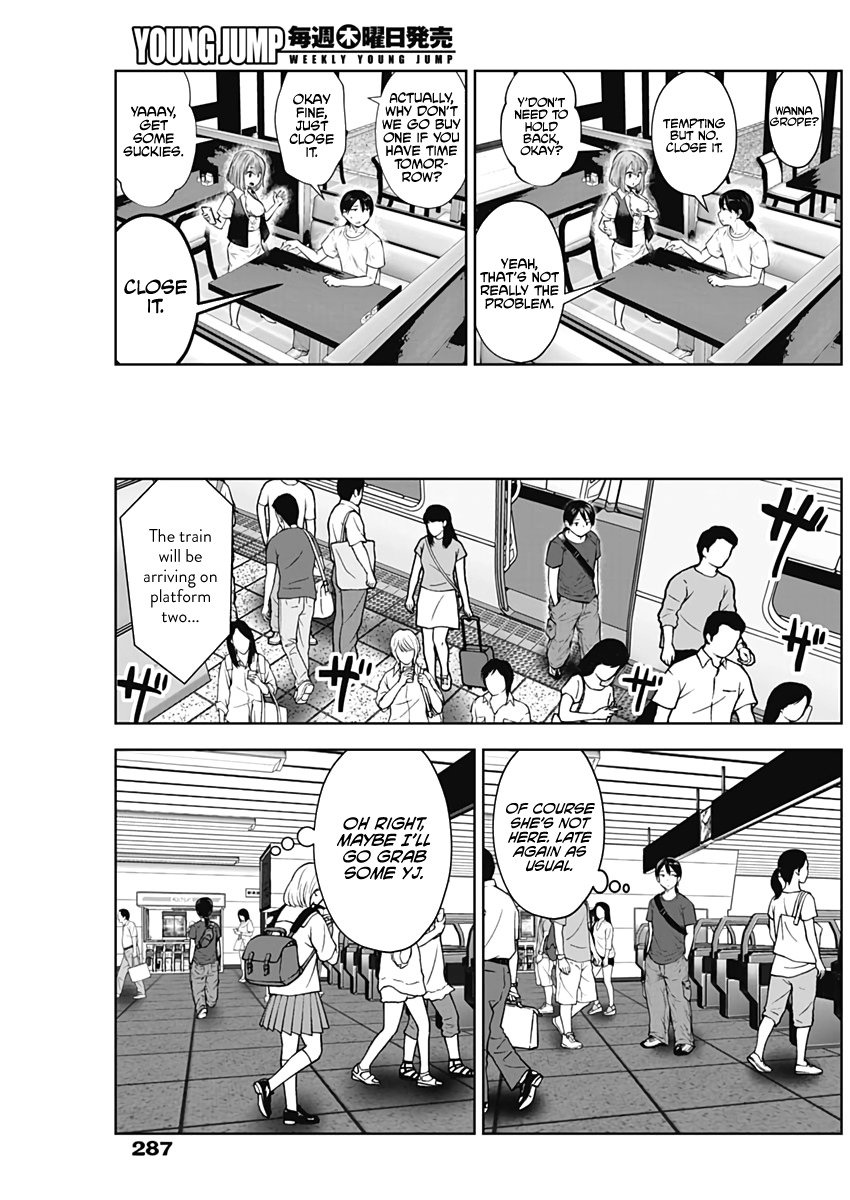 YOUNG JUMP 毎週木曜日発売
WEEKLY YOUNG JUMP
WANNA
GROPE?
TEMPTING
BUT NO.
CLOSE IT.
Y'DON'T
NEED TO
HOLD
BACK,
OKAY?
YEAH,
THAT'S NOT
REALLY THE
PROBLEM.
ACTUALLY,
WHY DON'T
WE GO BUY
ONE IF YOU
HAVE TIME
TOMOR-
ROW?
OKAY
FINE,
JUST
CLOSE
IT.
YAAAY,
GET
SOME
SUCKIES.
CLOSE
IT.
ザ
ザ
The train
will be
arriving on
platform
two...
ザ
ザ
OF COURSE
SHE'S NOT
HERE. LATE
AGAIN AS
USUAL.
OH RIGHT,
MAYBE I'LL
GO GRAB
SOME YJ.
287